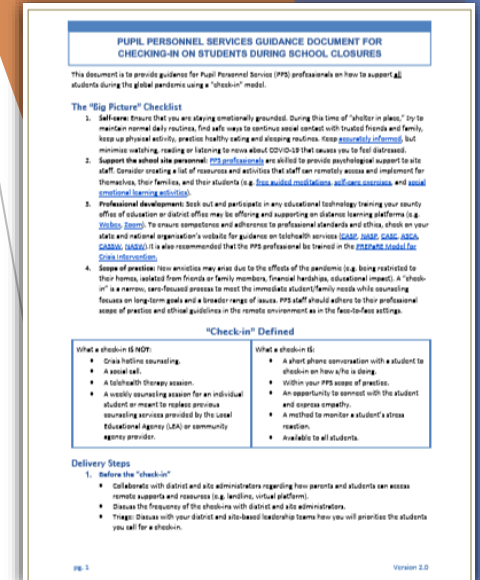 PUPIL PERSONNEL SERVICES GUIDANCE DOCUMENT FOR
CHECKING-IN ON STUDENTS DURING SCHOOL CLOSURES
This document is to provide guidance for Pupil Personnel Service (PPS) professionals on how to support all
students during the global pandemic using a "check-in" model.
The "Big Picture" Checklist
1. Self-care: Ensure that you are staying emotionally grounded. During this time of "shelter in place," try to
maintain normal daily routines, find safe ways to continue social contact with trusted friends and family,
keep up physical activity, practice healthy eating and sleeping routines. Keep accurately informed, but
minimize watching, reading or listening to news about COVID-19 that causes you to feel distressed.
2. Support the school site personnel: PPS professionals are skilled to provide psychological support to site
staff. Consider creating a list of resources and activities that staff can remotely access and implement for
themselves, their families, and their students (e.g. free guided meditations, self-care exercises, and social
emotional learning activities).
3. Professional development: Seek out and participate in any educational technology training your county
office of education or district office may be offering and supporting on distance learning platforms (e.g.
Webex, Zoom). To ensure competence and adherence to professional standards and ethics, check on your
state and national organization's website for guidance on telehealth services (CASP, NASP, CASC, ASCA,
CASSW, NASW). It is also recommended that the PPS professional be trained in the PREPaRE Model for
Crisis Intervention.
4. Scope of practice: New anxieties may arise due to the effects of the pandemic (e.g. being restricted to
their homes, isolated from friends or family members, financial hardships, educational impact). A "check-
in" is a narrow, care-focused process to meet the immediate student/family needs while counseling
focuses on long-term goals and a broader range of issues. PPS staff should adhere to their professional
scope of practice and ethical guidelines in the remote environment as in the face-to-face settings.
"Check-in" Defined
What a check-in IS NOT:
• Crisis hotline counseling.
• A social call.
• A telehealth therapy session.
• A weekly counseling session for an individual
student or meant to replace previous
counseling services provided by the Local
Educational Agency (LEA) or community
agency provider.
What a check-in IS:
• A short phone conversation with a student to
check-in on how s/he is doing.
• Within your PPS scope of practice.
• An opportunity to connect with the student
and express empathy.
• A method to monitor a student's stress
reaction.
• Available to all students.
Delivery Steps
1. Before the "check-in"
• Collaborate with district and site administrators regarding how parents and students can access
remote supports and resources (e.g. landline, virtual platform).
• Discuss the frequency of the check-ins with district and site administrators.
• Triage: Discuss with your district and site-based leadership teams how you will prioritize the students
you call for a check-in.
pg. 1
Version 2.0